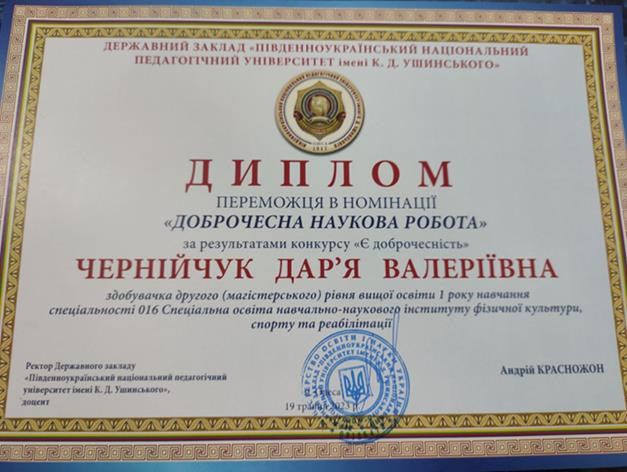 ДЕРЖАВНИЙ ЗАКЛАД «ПІВДЕННОУКРАЇНСЬКИЙ НАЦІОНАЛЬНИЙ
ПЕДАГОГІЧНИЙ УНІВЕРСИТЕТ імені К. Д. УШИНСЬКОГО»
1817
ДИПЛОМ
ПЕРЕМОЖЦЯ В НОМІНАЦІЇ
«ДОБРОЧЕСНА НАУКОВА РОБОТА»
за результатами конкурсу «Є доброчесність»
ЧЕРНІЙЧУК ДАР’Я ВАЛЕРІЇВНА
здобувачка другого (магістерського) рівня вищої освіти 1 року навчання
спеціальності 016 Спеціальна освіта навчально-наукового інституту фізичної культури,
спорту та реабілітації
Ректор Державного закладу
«Південноукраїнський національний педагогічний
університет імені К. Д. Ушинського»,
доцент
Андрій КРАСНОЖОН
19 травня 2023 р.